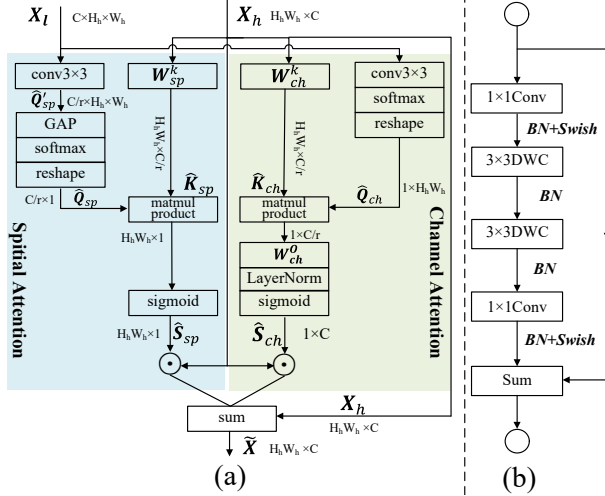 X_l C×H_h×W_h
X_h H_hW_h×C
conv3×3
W_sp^k
W_ch^k
conv3×3
softmax
reshape
Q̂'_sp C/r×H_h×W_h
GAP
softmax
reshape
H_hW_h×C/r
H_hW_h×C/r
C/r×1 Q̂_sp
K̂_sp
K̂_ch
Q̂_ch 1×H_hW_h
matmul
product
matmul
product
H_hW_h×1
1×C/r
W_ch^O
LayerNorm
sigmoid
sigmoid
H_hW_h×1 Ŝ_sp
Ŝ_ch 1×C
Spitial Attention
Channel Attention
sum
X_h
H_hW_h×C
X̃ H_hW_h×C
(a)
1×1Conv
BN+Swish
3×3DWC
BN
3×3DWC
BN
1×1Conv
BN+Swish
Sum
(b)